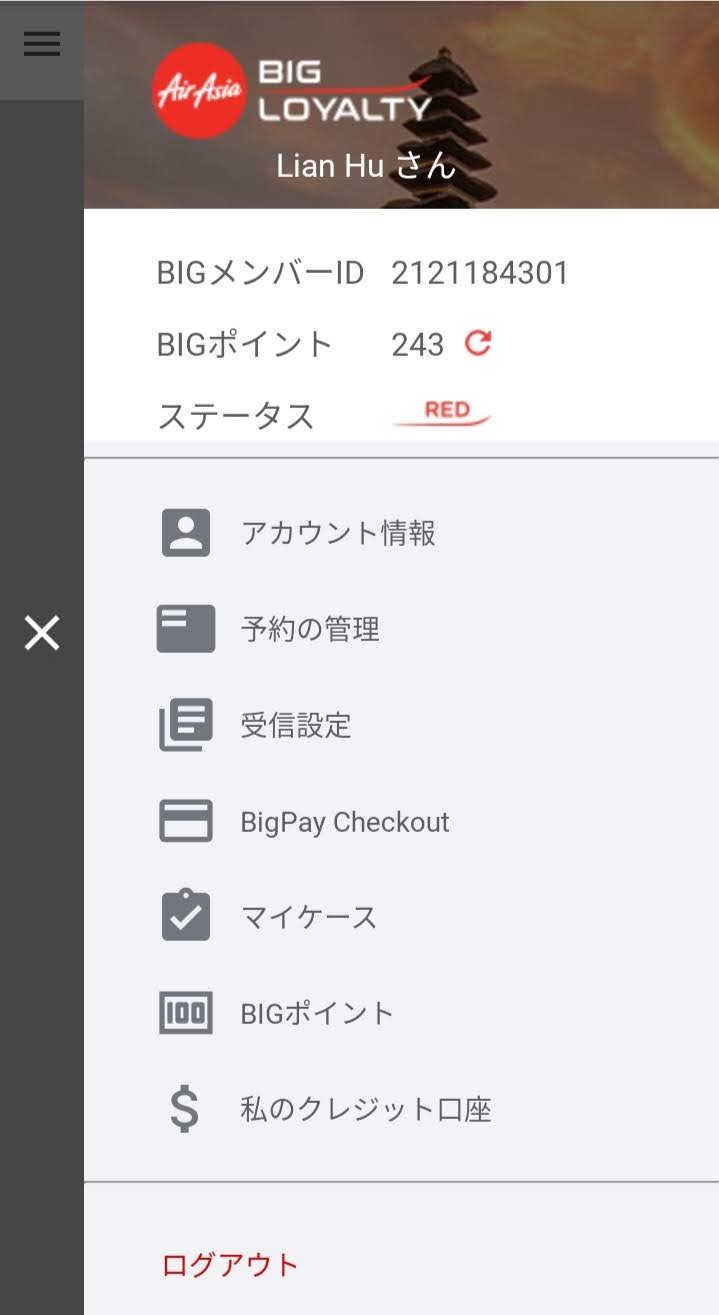 AirAsia BIG
LOYALTY
Lian Hu さん
BIGメンバーID 2121184301
BIGポイント 243
ステータス RED
アカウント情報
予約の管理
受信設定
BigPay Checkout
マイケース
100 BIGポイント
$ 私のクレジット口座
ログアウト